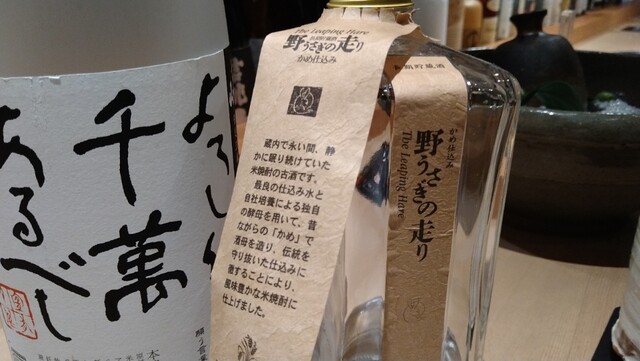 よろしく
千萬
あるべし
The Leaping Hare
野うさぎの走り
かめ仕込み
蔵内で永い間、静
かに眠り続けていた
米焼酎の古酒です。
最良の仕込み水と
自社培養による独自
の酵母を用いて、昔
ながらの「かめ」で
酒母を造り、伝統を
守り抜いた仕込みに
徹することにより、
風味豊かな米焼酎に
仕上げました。
長期貯蔵酒
かめ仕込み
野うさぎの走り
The Leaping Hare